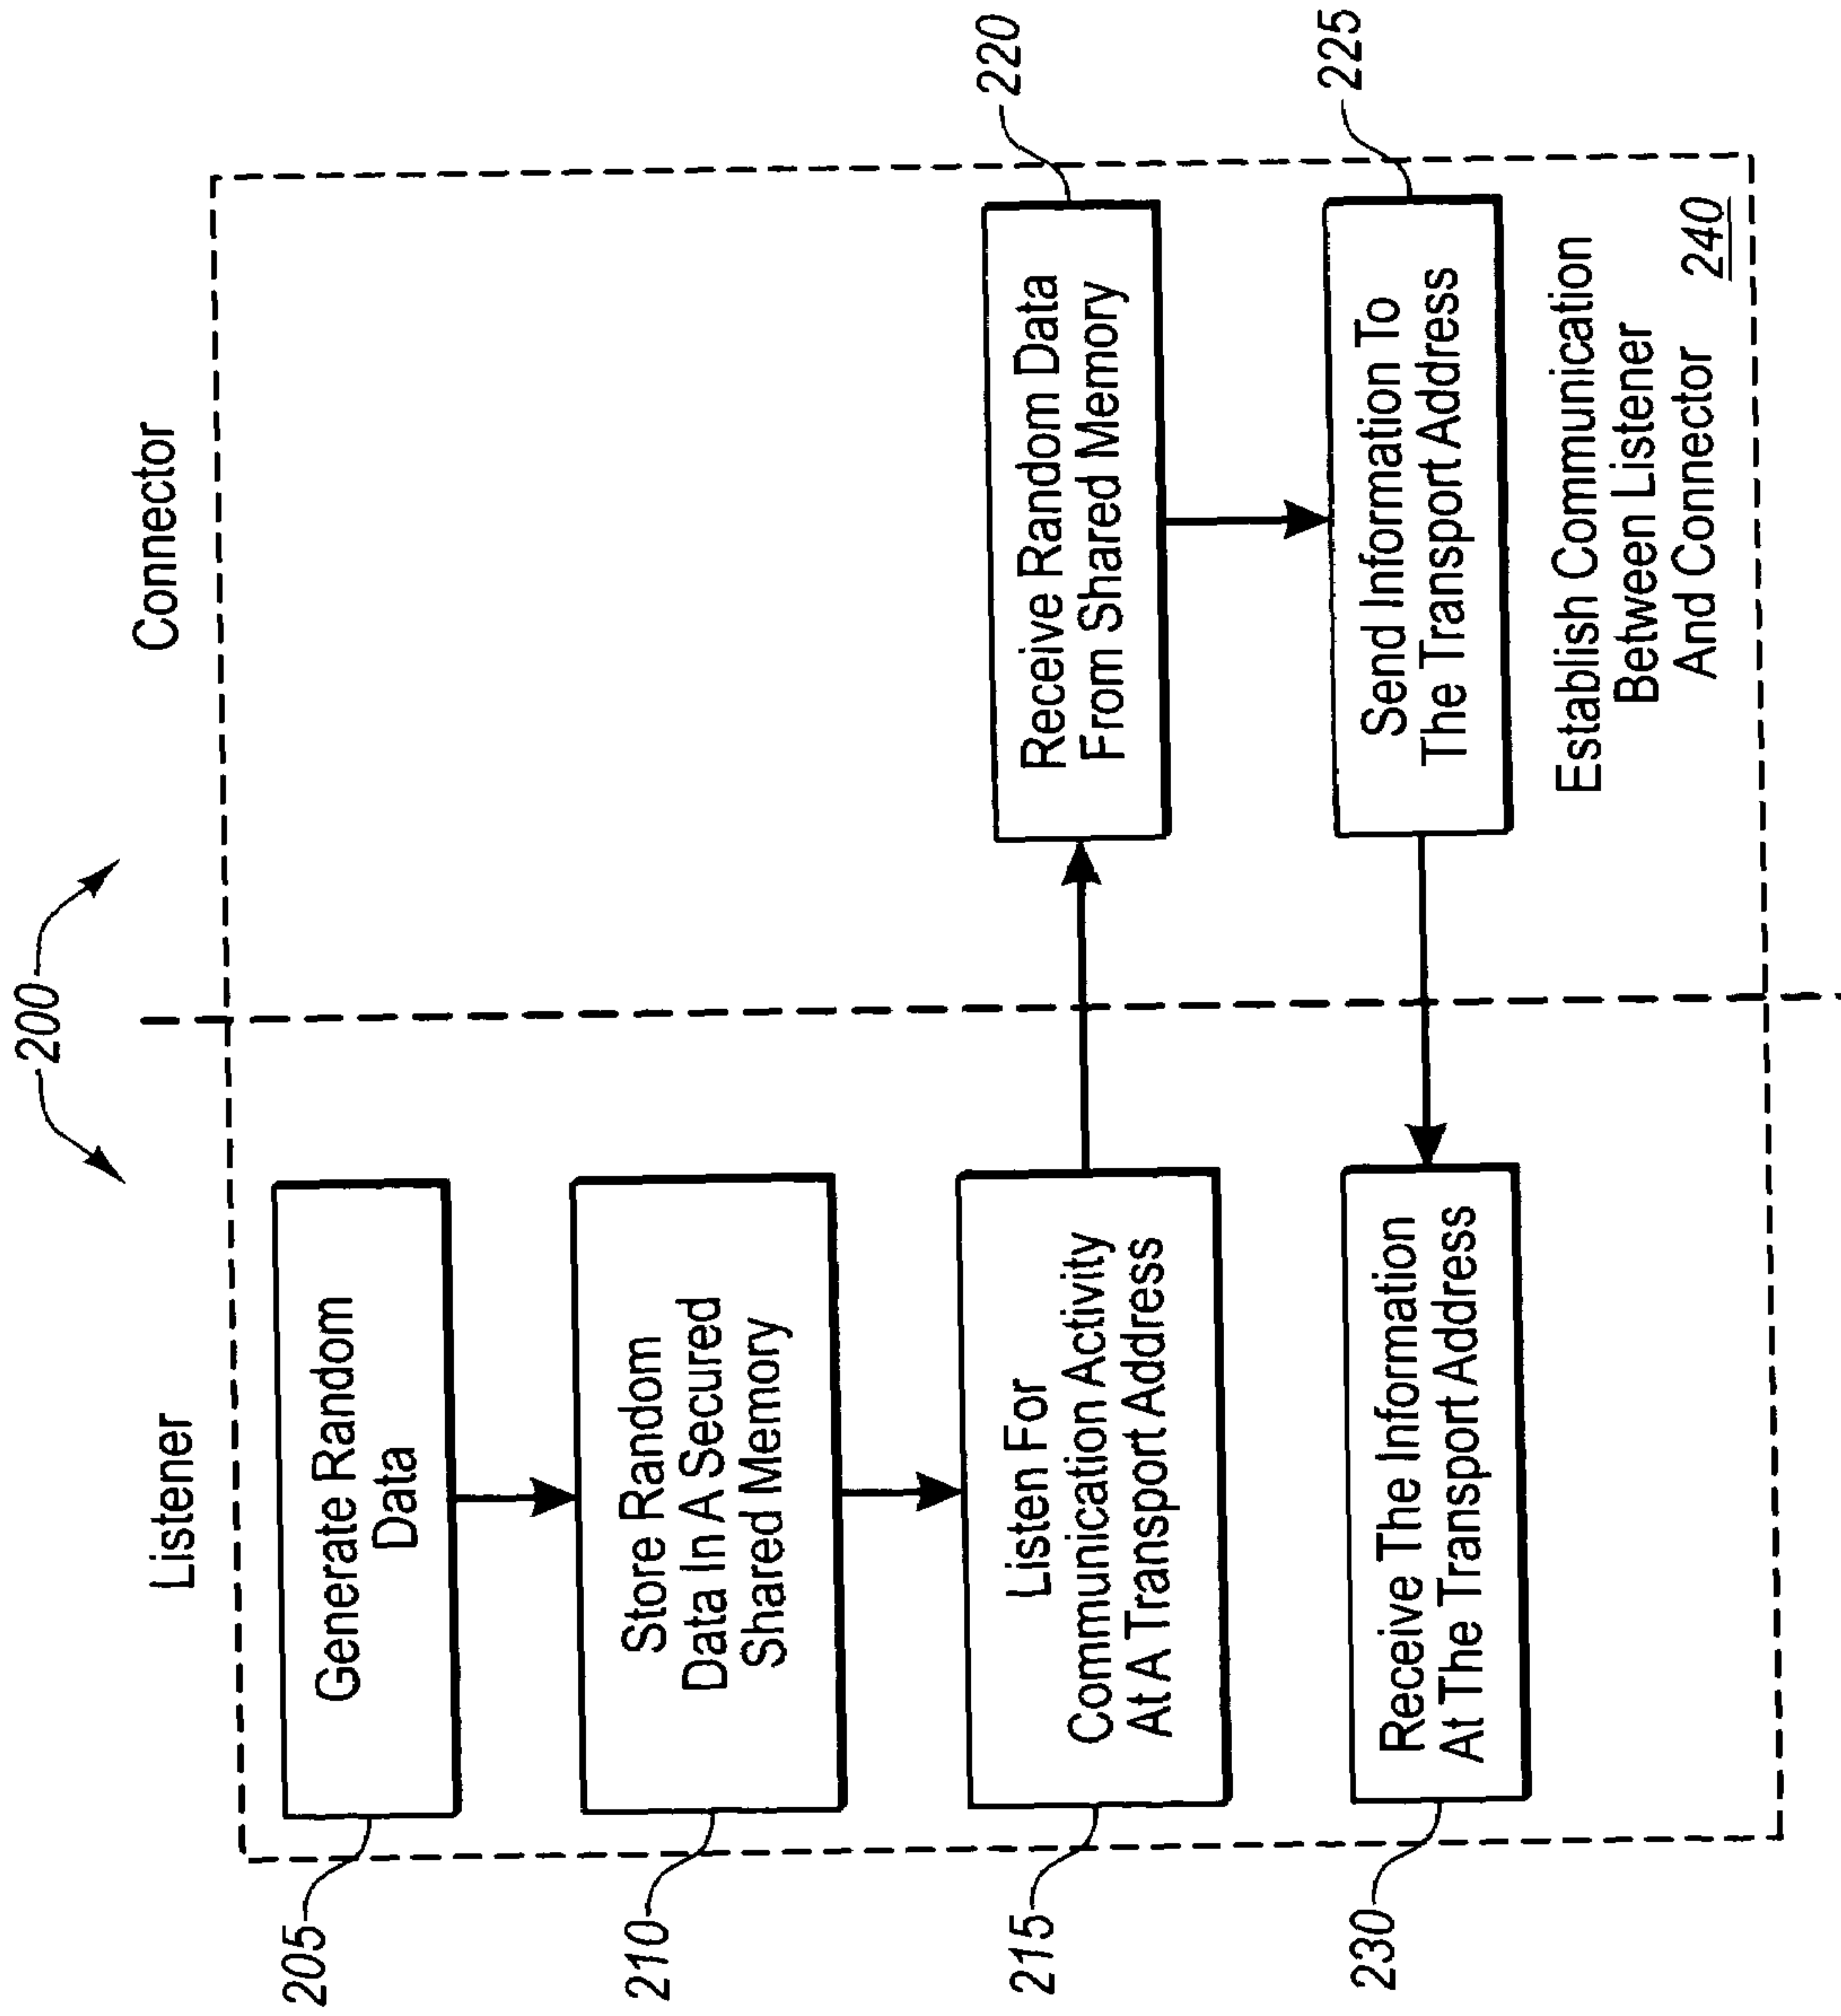 200
Listener
Connector
205
Generate Random
Data
210
Store Random
Data In A Secured
Shared Memory
215
Listen For
Communication Activity
At A Transport Address
220
Receive Random Data
From Shared Memory
225
Send Information To
The Transport Address
230
Receive The Information
At The Transport Address
Establish Communication
Between Listener
And Connector
240